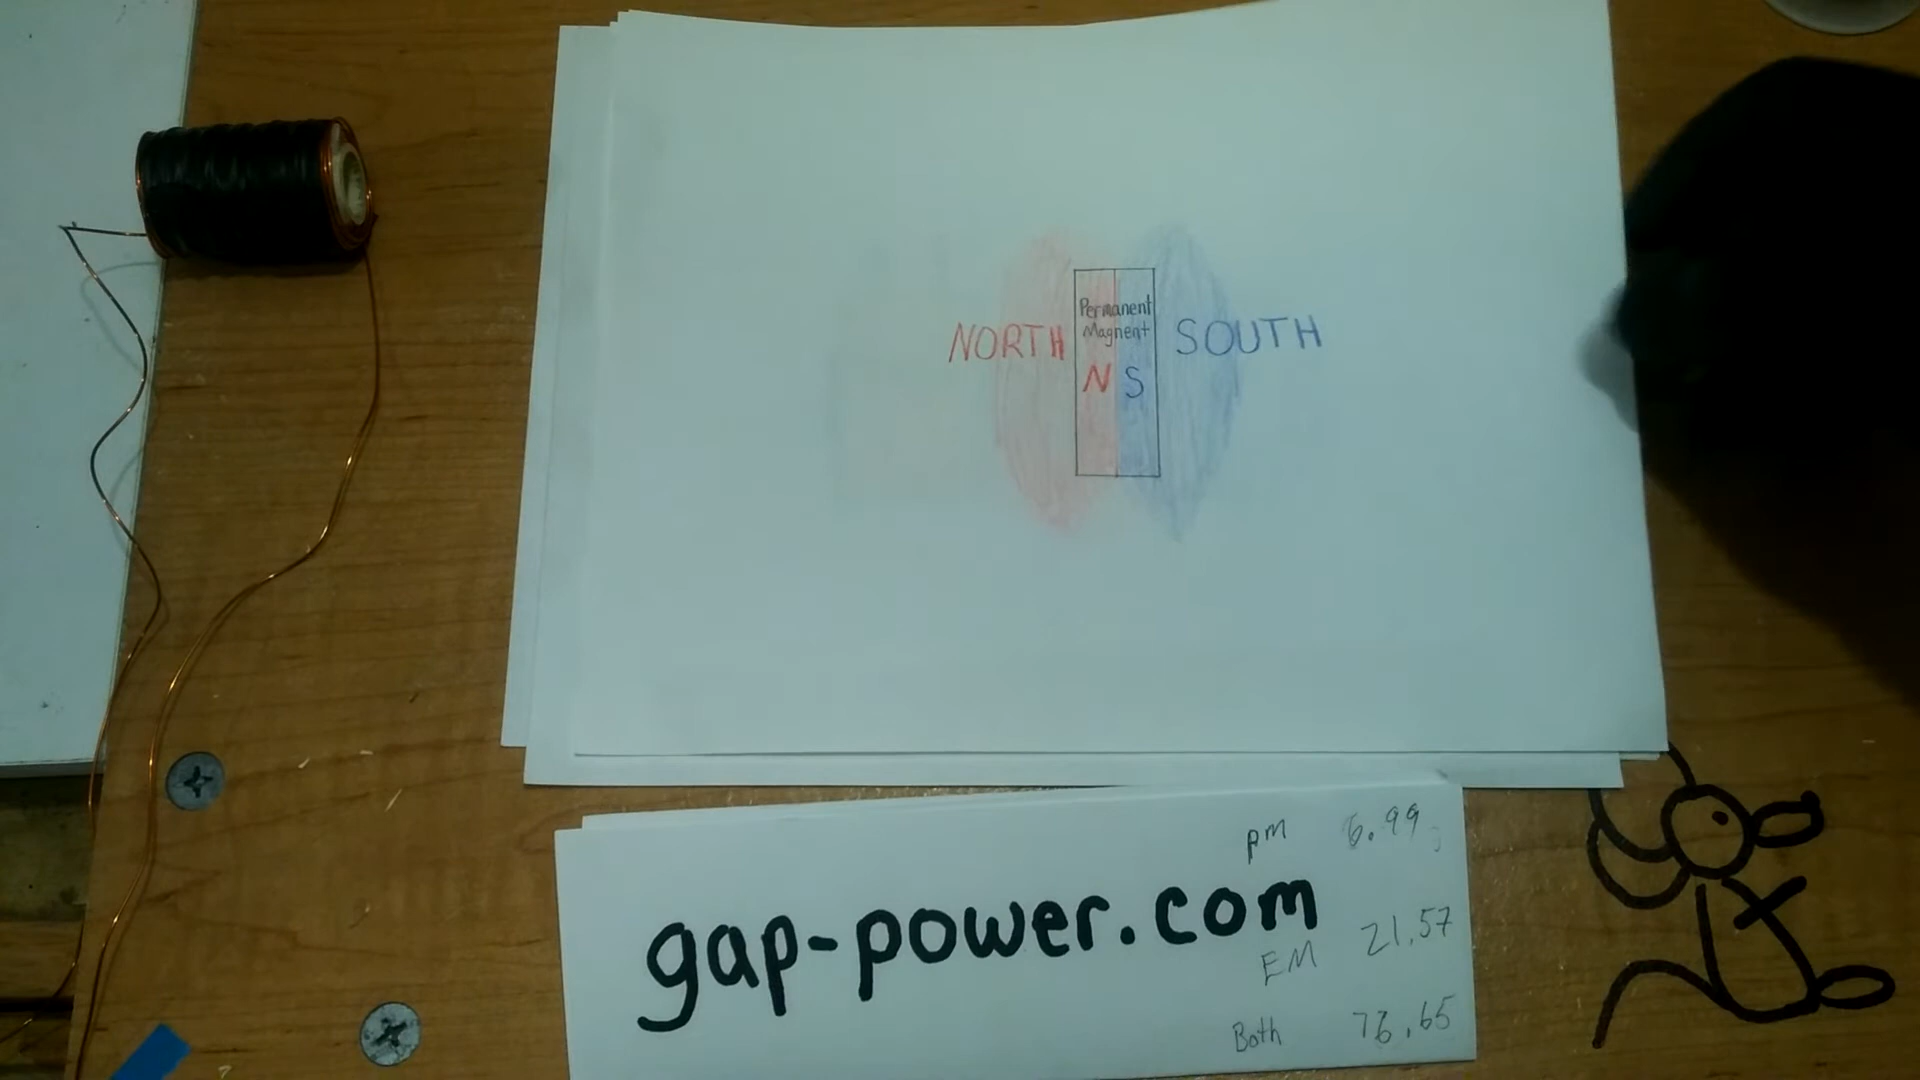 Permanent
Magnent
NORTH
SOUTH
N S
pm 6.99
gap-power.com
EM 21.57
Both 76.65